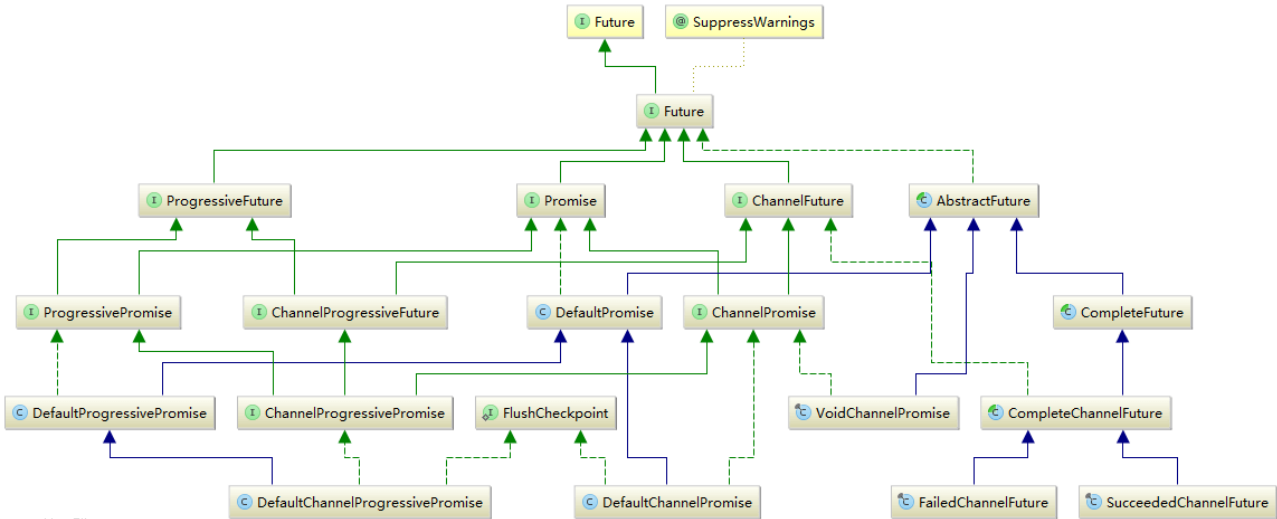 Future
SuppressWarnings
Future
ProgressiveFuture
Promise
ChannelFuture
AbstractFuture
ProgressivePromise
ChannelProgressiveFuture
DefaultPromise
ChannelPromise
CompleteFuture
DefaultProgressivePromise
ChannelProgressivePromise
FlushCheckpoint
VoidChannelPromise
CompleteChannelFuture
DefaultChannelProgressivePromise
DefaultChannelPromise
FailedChannelFuture
SucceededChannelFuture